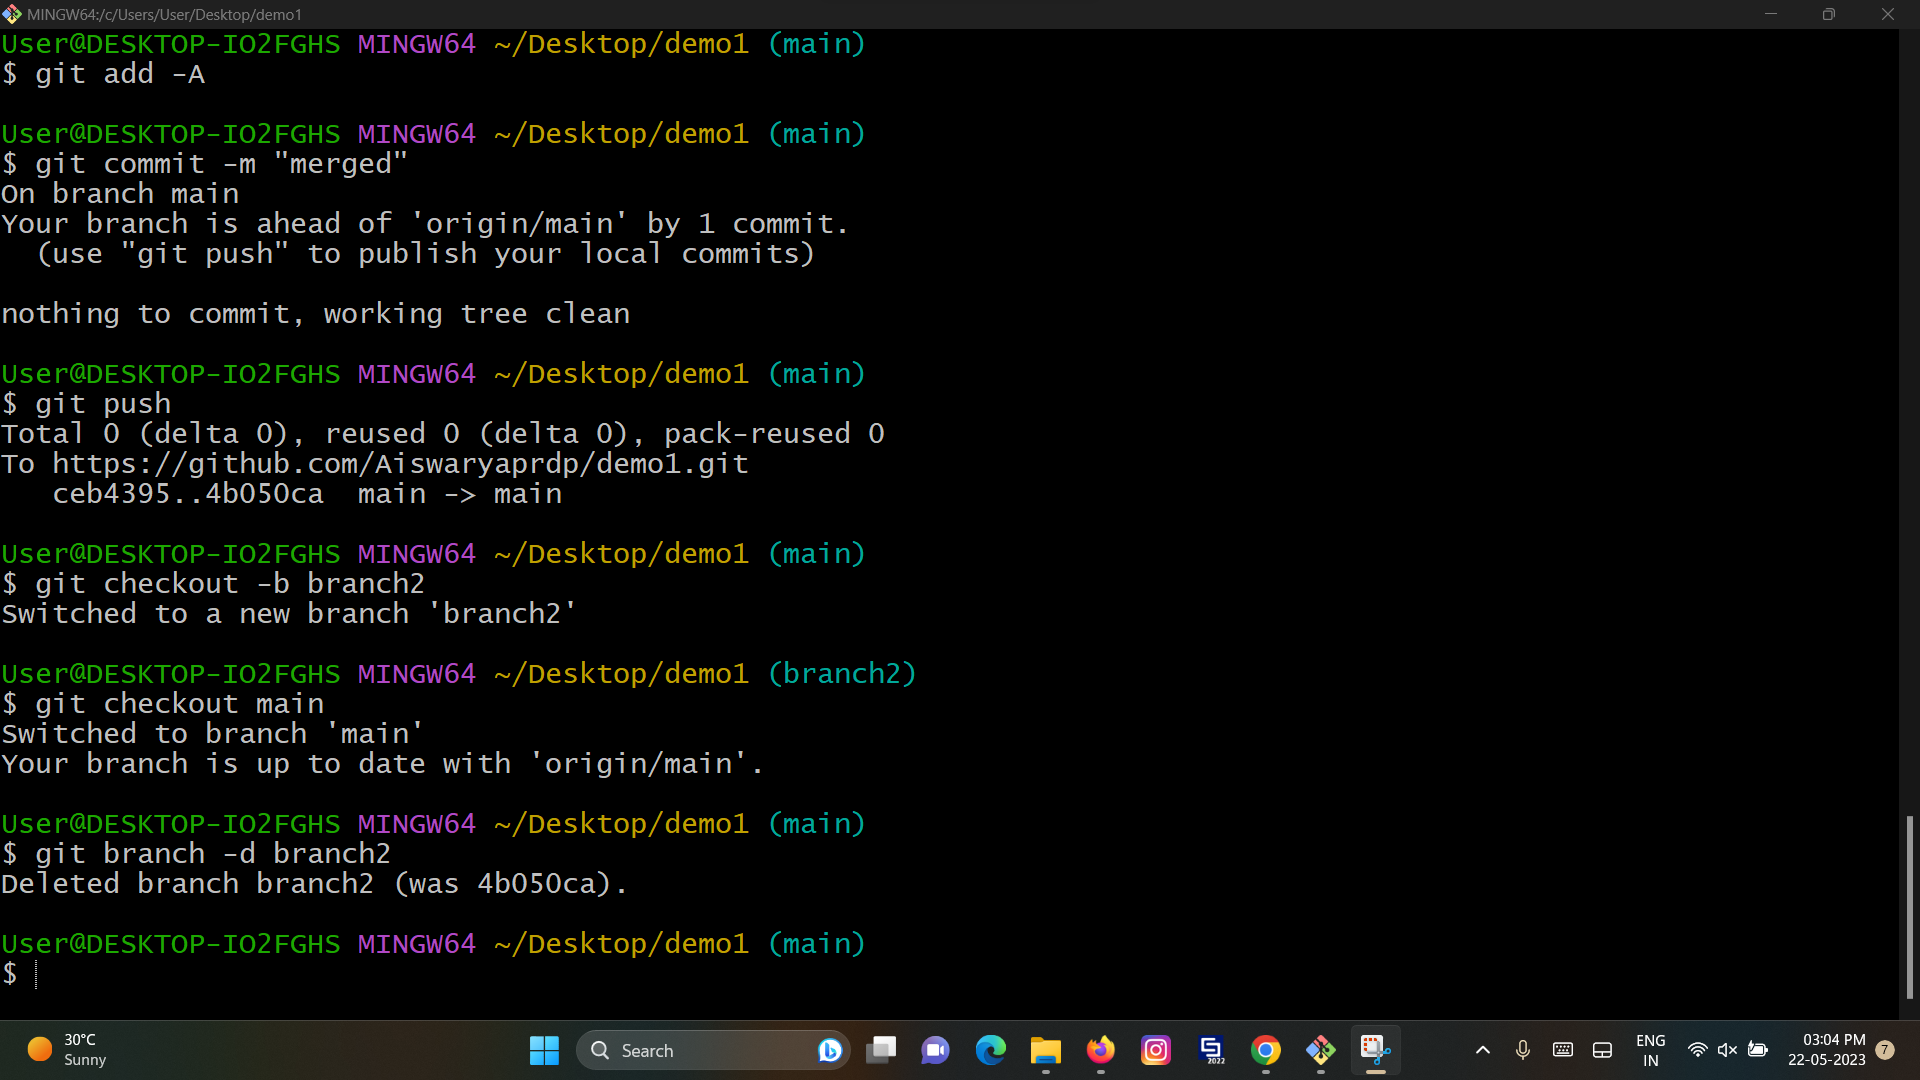 MINGW64:/c/Users/User/Desktop/demo1
User@DESKTOP-IO2FGHS MINGW64 ~/Desktop/demo1 (main)
$ git add -A
User@DESKTOP-IO2FGHS MINGW64 ~/Desktop/demo1 (main)
$ git commit -m "merged"
On branch main
Your branch is ahead of 'origin/main' by 1 commit.
  (use "git push" to publish your local commits)
nothing to commit, working tree clean
User@DESKTOP-IO2FGHS MINGW64 ~/Desktop/demo1 (main)
$ git push
Total 0 (delta 0), reused 0 (delta 0), pack-reused 0
To https://github.com/Aiswaryaprdp/demo1.git
   ceb4395..4b050ca  main -> main
User@DESKTOP-IO2FGHS MINGW64 ~/Desktop/demo1 (main)
$ git checkout -b branch2
Switched to a new branch 'branch2'
User@DESKTOP-IO2FGHS MINGW64 ~/Desktop/demo1 (branch2)
$ git checkout main
Switched to branch 'main'
Your branch is up to date with 'origin/main'.
User@DESKTOP-IO2FGHS MINGW64 ~/Desktop/demo1 (main)
$ git branch -d branch2
Deleted branch branch2 (was 4b050ca).
User@DESKTOP-IO2FGHS MINGW64 ~/Desktop/demo1 (main)
$
30°C
Sunny
Search
2022
ENG
IN
03:04 PM
22-05-2023
7